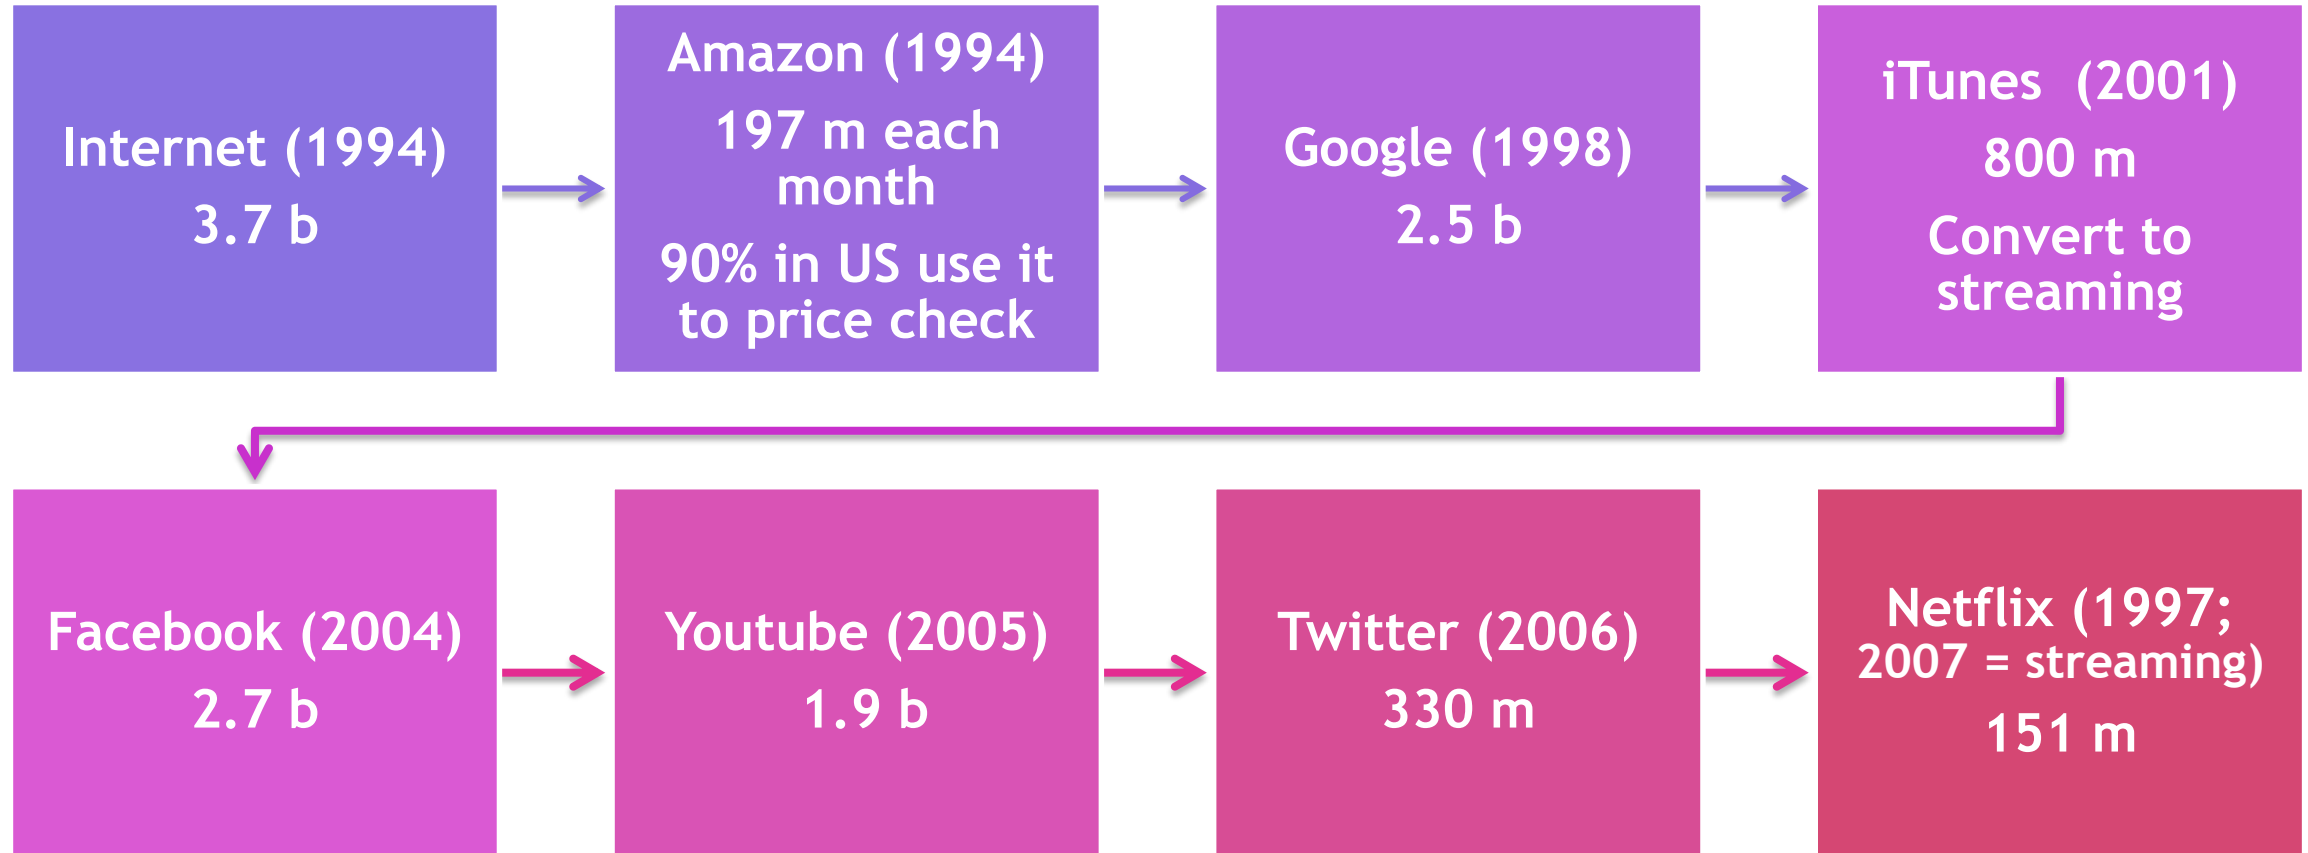 Internet (1994)
3.7 b
Amazon (1994)
197 m each
month
90% in US use it
to price check
Google (1998)
2.5 b
iTunes  (2001)
800 m
Convert to
streaming
Facebook (2004)
2.7 b
Youtube (2005)
1.9 b
Twitter (2006)
330 m
Netflix (1997;
2007 = streaming)
151 m